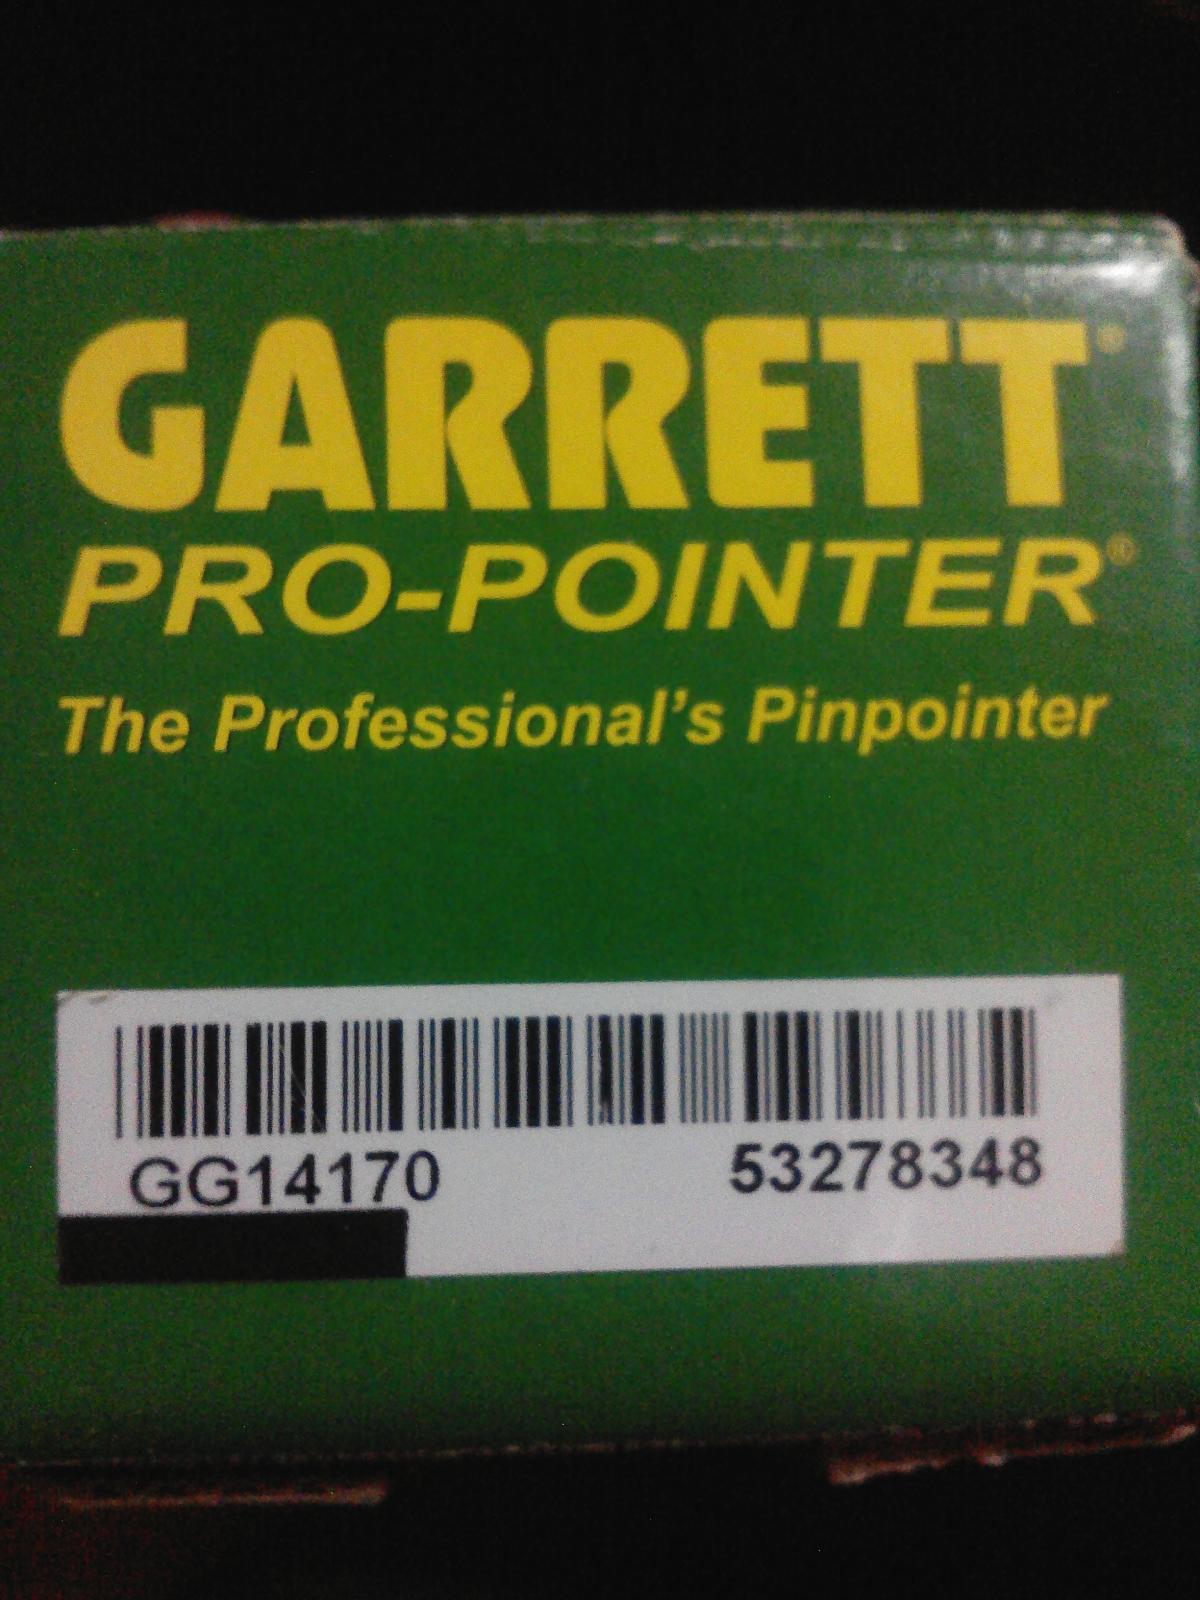 GARRETT®
PRO-POINTER®
The Professional's Pinpointer
GG14170 53278348